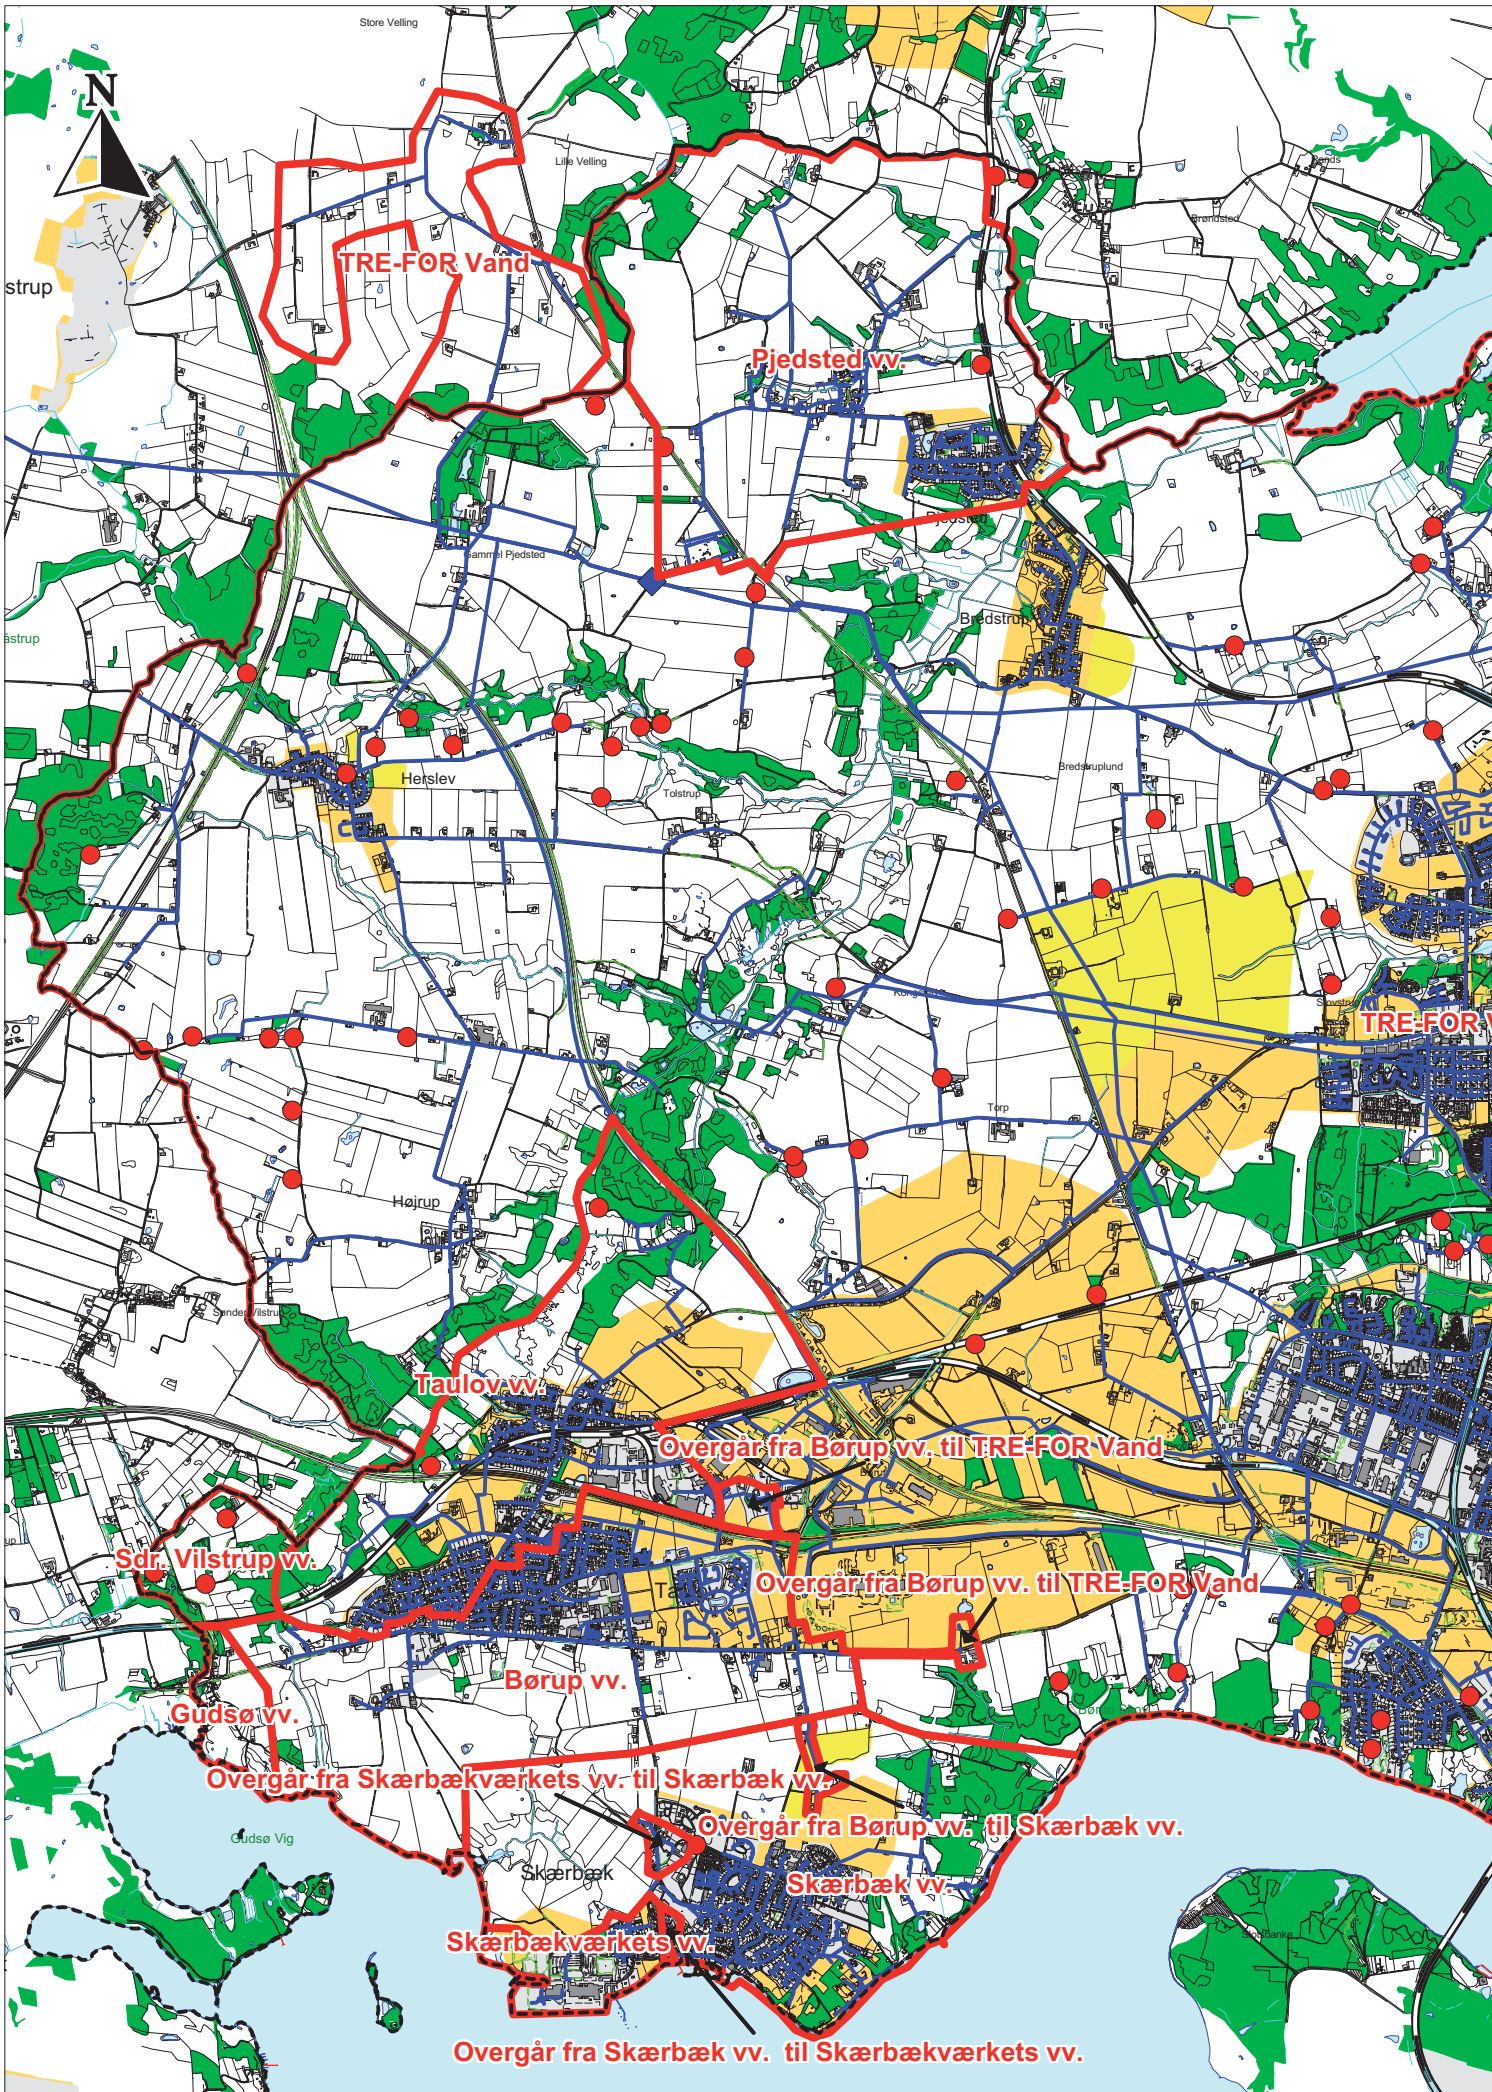 Store Velling
N
Lille Velling
Rands
Brøndsted
TRE-FOR Vand
strup
Pjedsted vv.
Pjedsted
Gammel Pjedsted
Bredstrup
åstrup
Bredstruplund
Herslev
Tolstrup
TRE-FOR V
Torp
Højrup
Sønder Vilstrup
Taulov vv.
Overgår fra Børup vv. til TRE-FOR Vand
Sdr. Vilstrup vv.
Overgår fra Børup vv. til TRE-FOR Vand
Børup vv.
Gudsø vv.
Overgår fra Skærbækværkets vv. til Skærbæk vv.
Overgår fra Børup vv. til Skærbæk vv.
Gudsø Vig
Skærbæk
Skærbæk vv.
Skærbækværkets vv.
Overgår fra Skærbæk vv. til Skærbækværkets vv.